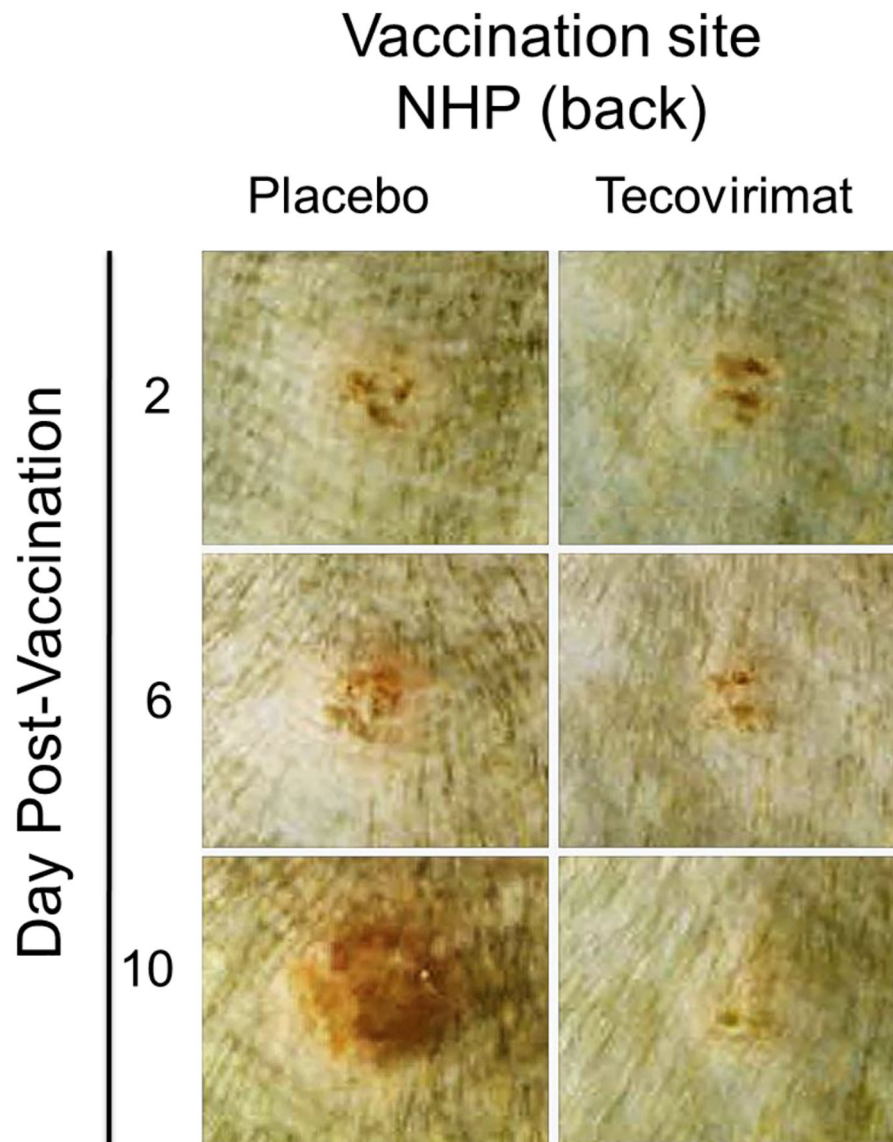 Vaccination site
NHP (back)
Placebo
Tecovirimat
Day Post-Vaccination
2
6
10